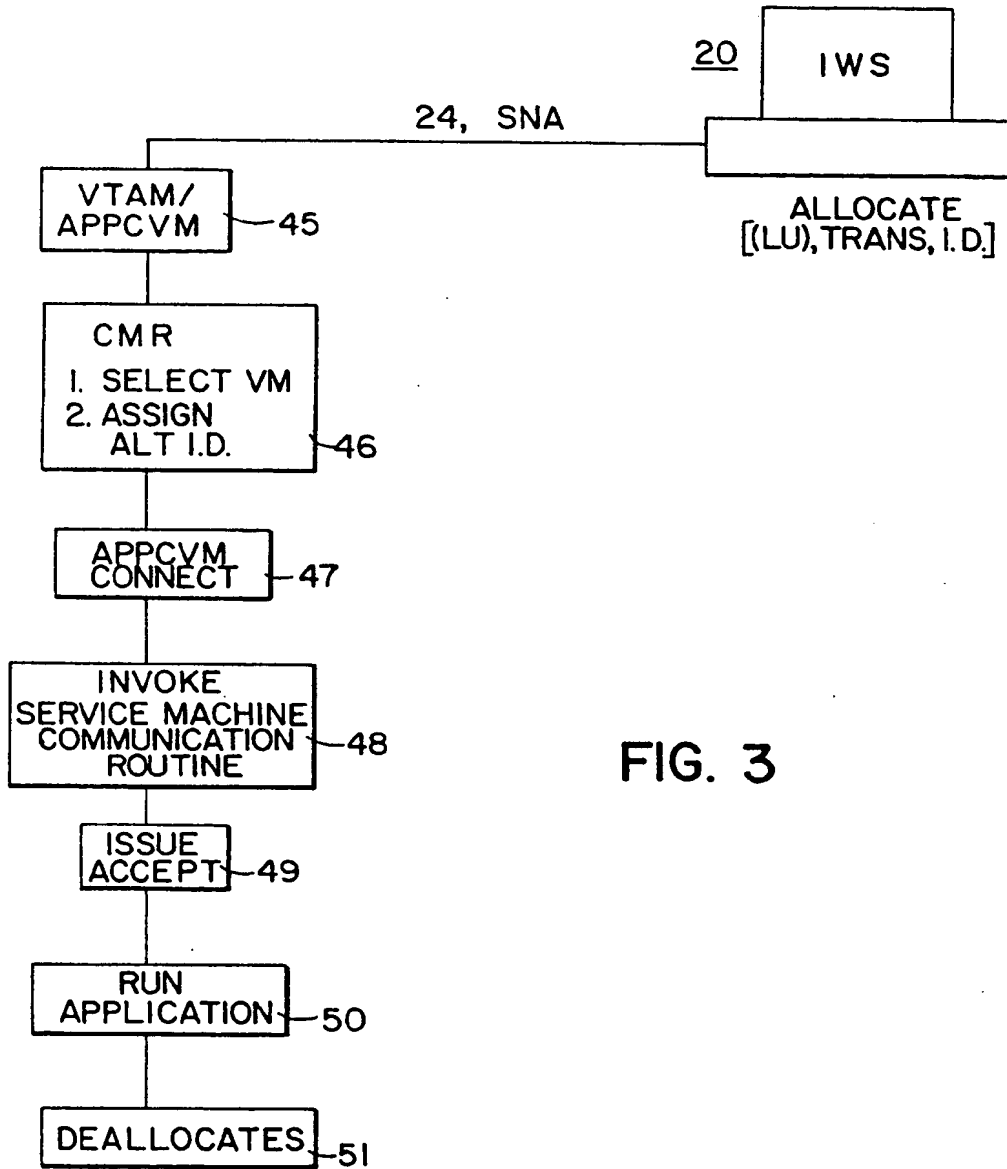 20
IWS
24, SNA
ALLOCATE
[(LU), TRANS, I.D.]
VTAM/
APPCVM
45
CMR
1. SELECT VM
2. ASSIGN
ALT I.D.
46
APPCVM
CONNECT
47
INVOKE
SERVICE MACHINE
COMMUNICATION
ROUTINE
48
ISSUE
ACCEPT
49
RUN
APPLICATION
50
DEALLOCATES
51
FIG. 3